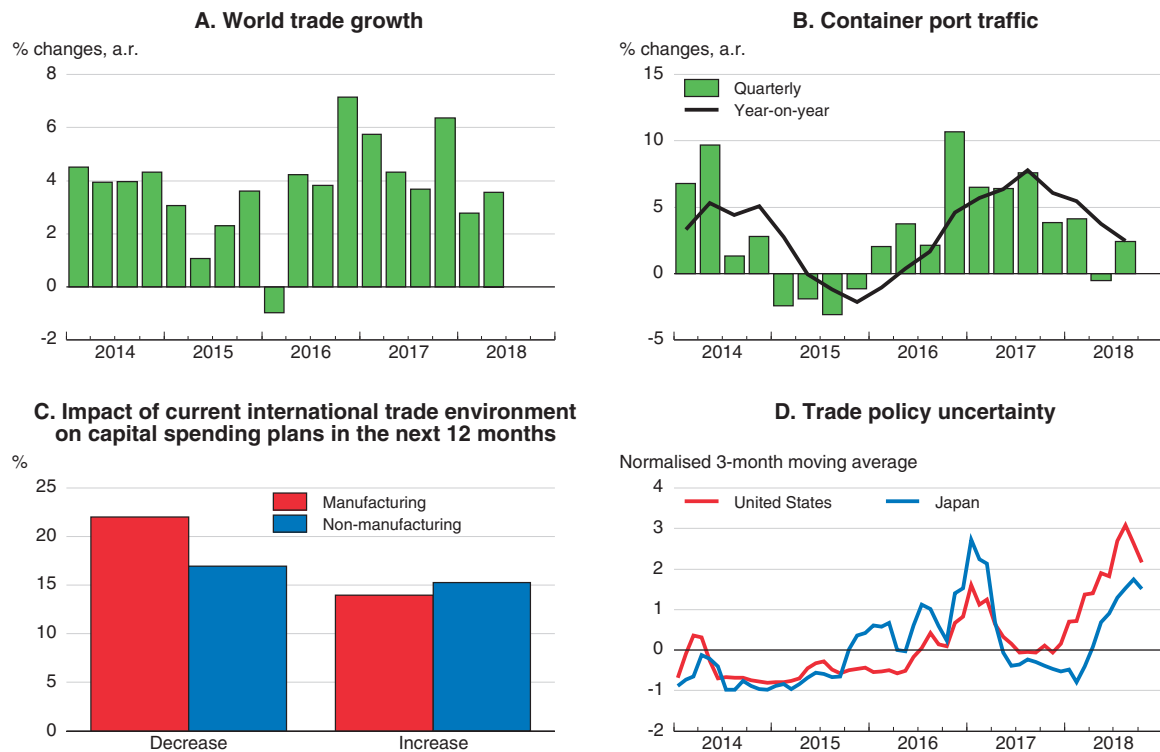 A. World trade growth
% changes, a.r.
8
6
4
2
0
-2
2014 2015 2016 2017 2018
B. Container port traffic
% changes, a.r.
15
10
5
0
-5
Quarterly
Year-on-year
2014 2015 2016 2017 2018
C. Impact of current international trade environment
on capital spending plans in the next 12 months
%
25
20
15
10
5
0
Manufacturing
Non-manufacturing
Decrease Increase
D. Trade policy uncertainty
Normalised 3-month moving average
4
3
2
1
0
-1
-2
United States Japan
2014 2015 2016 2017 2018